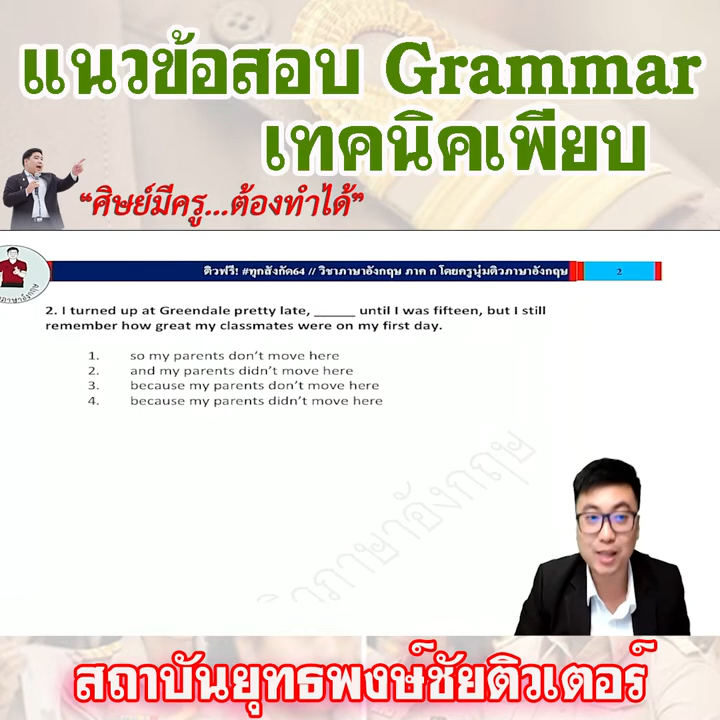 แนวข้อสอบ Grammar
เทคนิคเพียบ
“ศิษย์มีครู...ต้องทำได้”
ติวฟรี! #ทุกสังกัด64 // วิชาภาษาอังกฤษ ภาค ก โดยครูนุ่มติวภาษาอังกฤษ 2
2. I turned up at Greendale pretty late, _____ until I was fifteen, but I still
remember how great my classmates were on my first day.
1. so my parents don’t move here
2. and my parents didn’t move here
3. because my parents don’t move here
4. because my parents didn’t move here
สถาบันยุทธพงษ์ชัยติวเตอร์